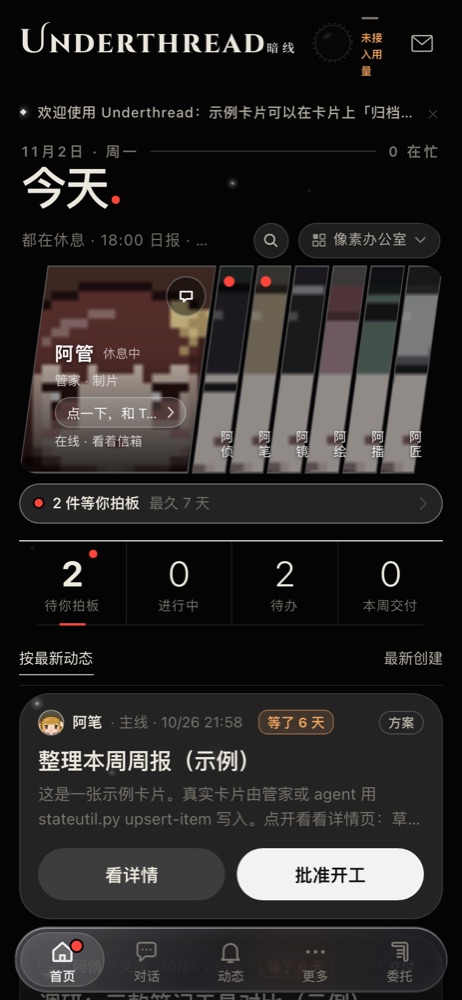 UNDERTHREAD暗线
未接入用量
欢迎使用 Underthread：示例卡片可以在卡片上「归档…
11月2日 · 周一
0 在忙
今天.
都在休息 · 18:00 日报 · …
像素办公室
阿管 休息中
管家 · 制片
点一下，和 T…
在线 · 看着信箱
阿侦
阿笔
阿镜
阿绘
阿播
阿匠
2 件等你拍板 最久 7 天
2
待你拍板
0
进行中
2
待办
0
本周交付
按最新动态
最新创建
阿笔 · 主线 · 10/26 21:58 等了 6 天 方案
整理本周周报（示例）
这是一张示例卡片。真实卡片由管家或 agent 用
stateutil.py upsert-item 写入。点开看看详情页：草…
看详情
批准开工
首页
对话
动态
更多
委托